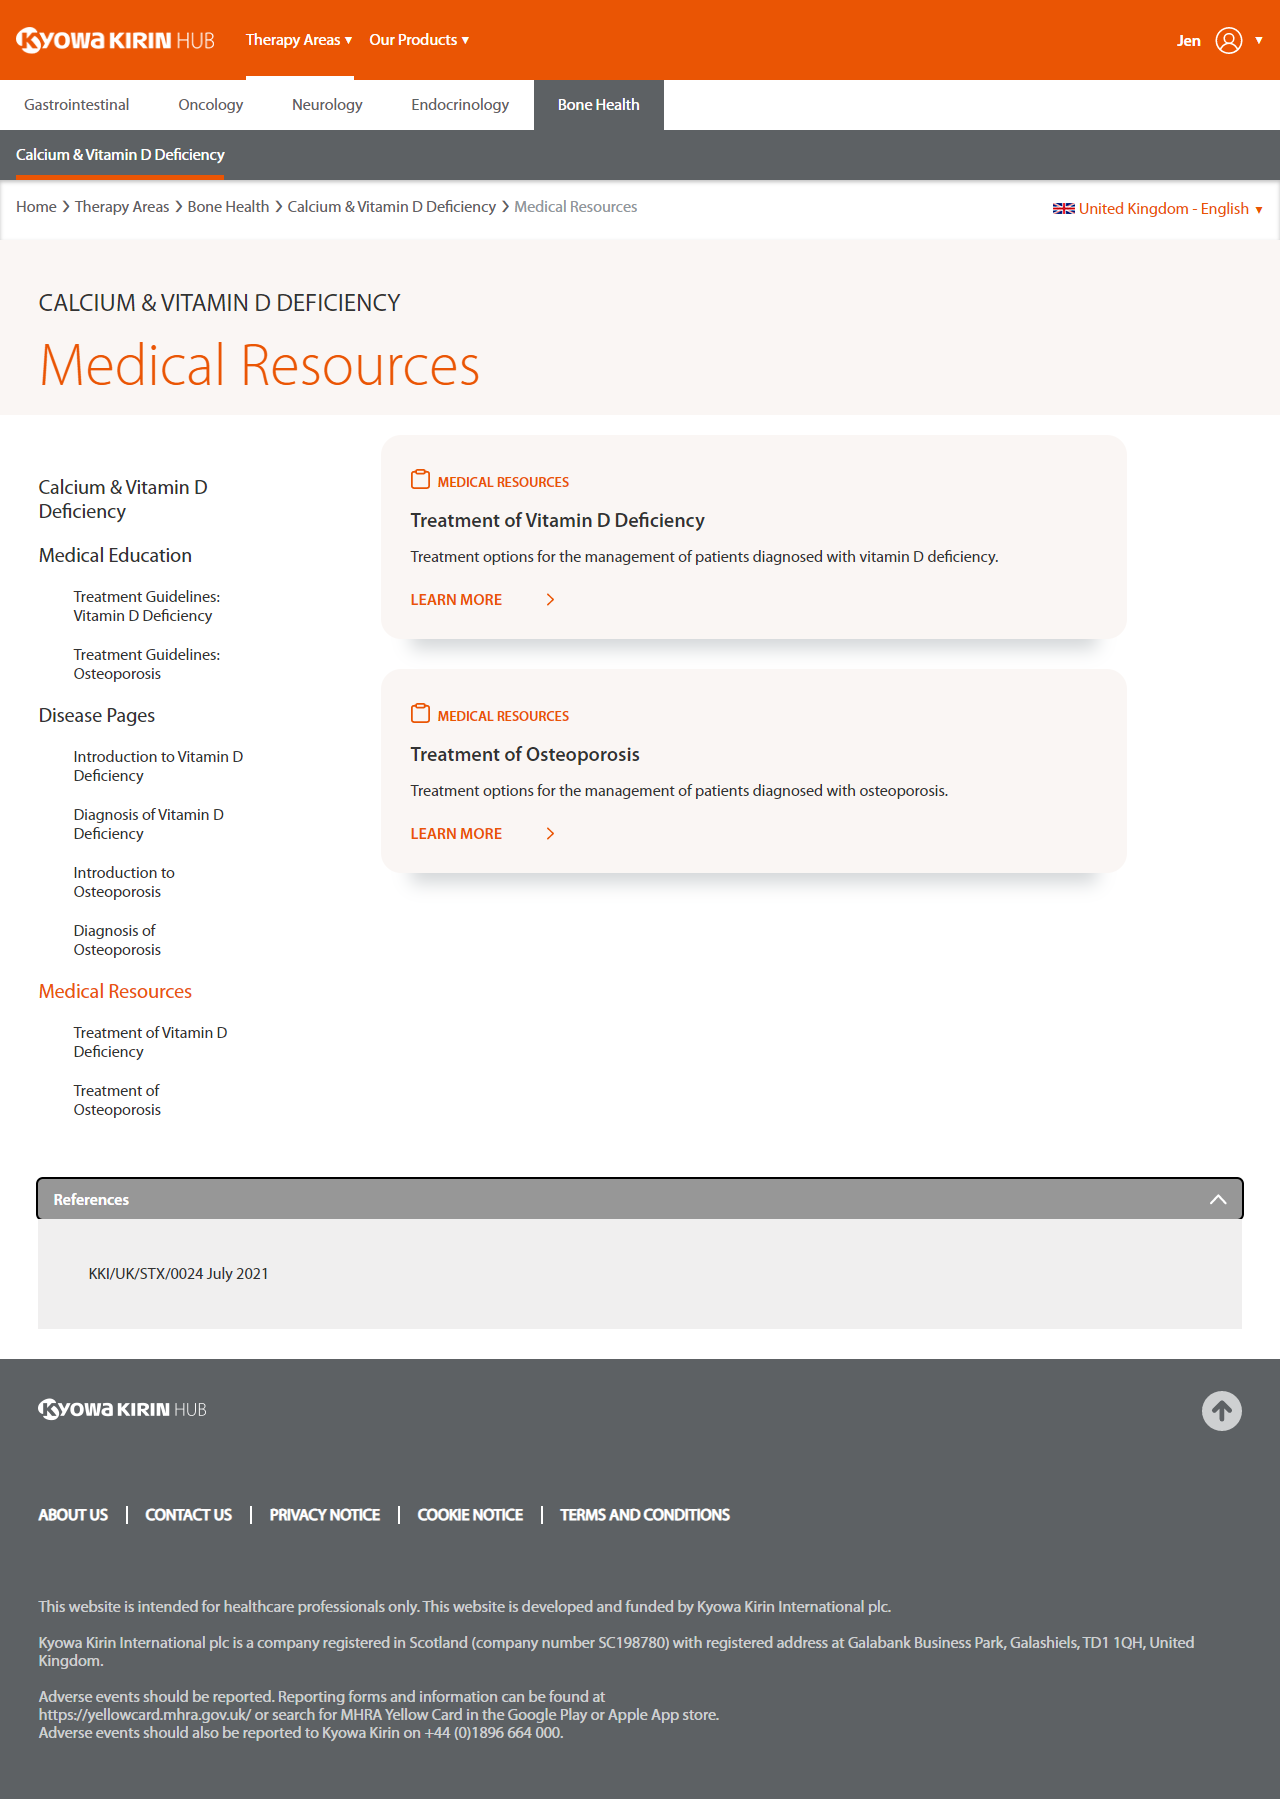 KYOWA KIRIN HUB
Therapy Areas ▼ Our Products ▼
Jen ▼
Gastrointestinal Oncology Neurology Endocrinology Bone Health
Calcium & Vitamin D Deficiency
Home > Therapy Areas > Bone Health > Calcium & Vitamin D Deficiency > Medical Resources
United Kingdom - English ▼
CALCIUM & VITAMIN D DEFICIENCY
Medical Resources
Calcium & Vitamin D
Deficiency
Medical Education
Treatment Guidelines:
Vitamin D Deficiency
Treatment Guidelines:
Osteoporosis
Disease Pages
Introduction to Vitamin D
Deficiency
Diagnosis of Vitamin D
Deficiency
Introduction to
Osteoporosis
Diagnosis of
Osteoporosis
Medical Resources
Treatment of Vitamin D
Deficiency
Treatment of
Osteoporosis
MEDICAL RESOURCES
Treatment of Vitamin D Deficiency
Treatment options for the management of patients diagnosed with vitamin D deficiency.
LEARN MORE
MEDICAL RESOURCES
Treatment of Osteoporosis
Treatment options for the management of patients diagnosed with osteoporosis.
LEARN MORE
References
KKI/UK/STX/0024 July 2021
KYOWA KIRIN HUB
ABOUT US | CONTACT US | PRIVACY NOTICE | COOKIE NOTICE | TERMS AND CONDITIONS
This website is intended for healthcare professionals only. This website is developed and funded by Kyowa Kirin International plc.
Kyowa Kirin International plc is a company registered in Scotland (company number SC198780) with registered address at Galabank Business Park, Galashiels, TD1 1QH, United
Kingdom.
Adverse events should be reported. Reporting forms and information can be found at
https://yellowcard.mhra.gov.uk/ or search for MHRA Yellow Card in the Google Play or Apple App store.
Adverse events should also be reported to Kyowa Kirin on +44 (0)1896 664 000.